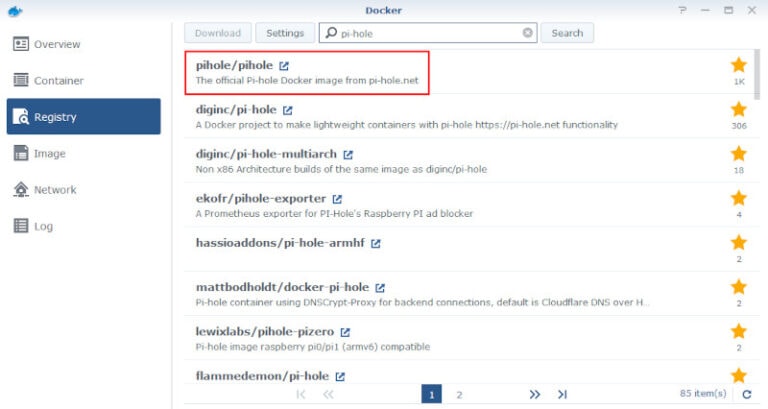 Docker
Overview
Container
Registry
Image
Network
Log
Download
Settings
pi-hole
Search
pihole/pihole
The official Pi-hole Docker image from pi-hole.net
1K
diginc/pi-hole
A Docker project to make lightweight containers with pi-hole https://pi-hole.net functionality
306
diginc/pi-hole-multiarch
Non x86 Architecture builds of the same image as diginc/pi-hole
18
ekofr/pihole-exporter
A Prometheus exporter for PI-Hole's Raspberry PI ad blocker
4
hassioaddons/pi-hole-armhf
2
mattbodholdt/docker-pi-hole
Pi-hole container using DNSCrypt-Proxy for backend connections, default is Cloudflare DNS over H...
2
lewixlabs/pihole-pizero
Pi-hole image raspberry pi0/pi1 (armv6) compatible
2
flammedemon/pi-hole
1 2
85 item(s)